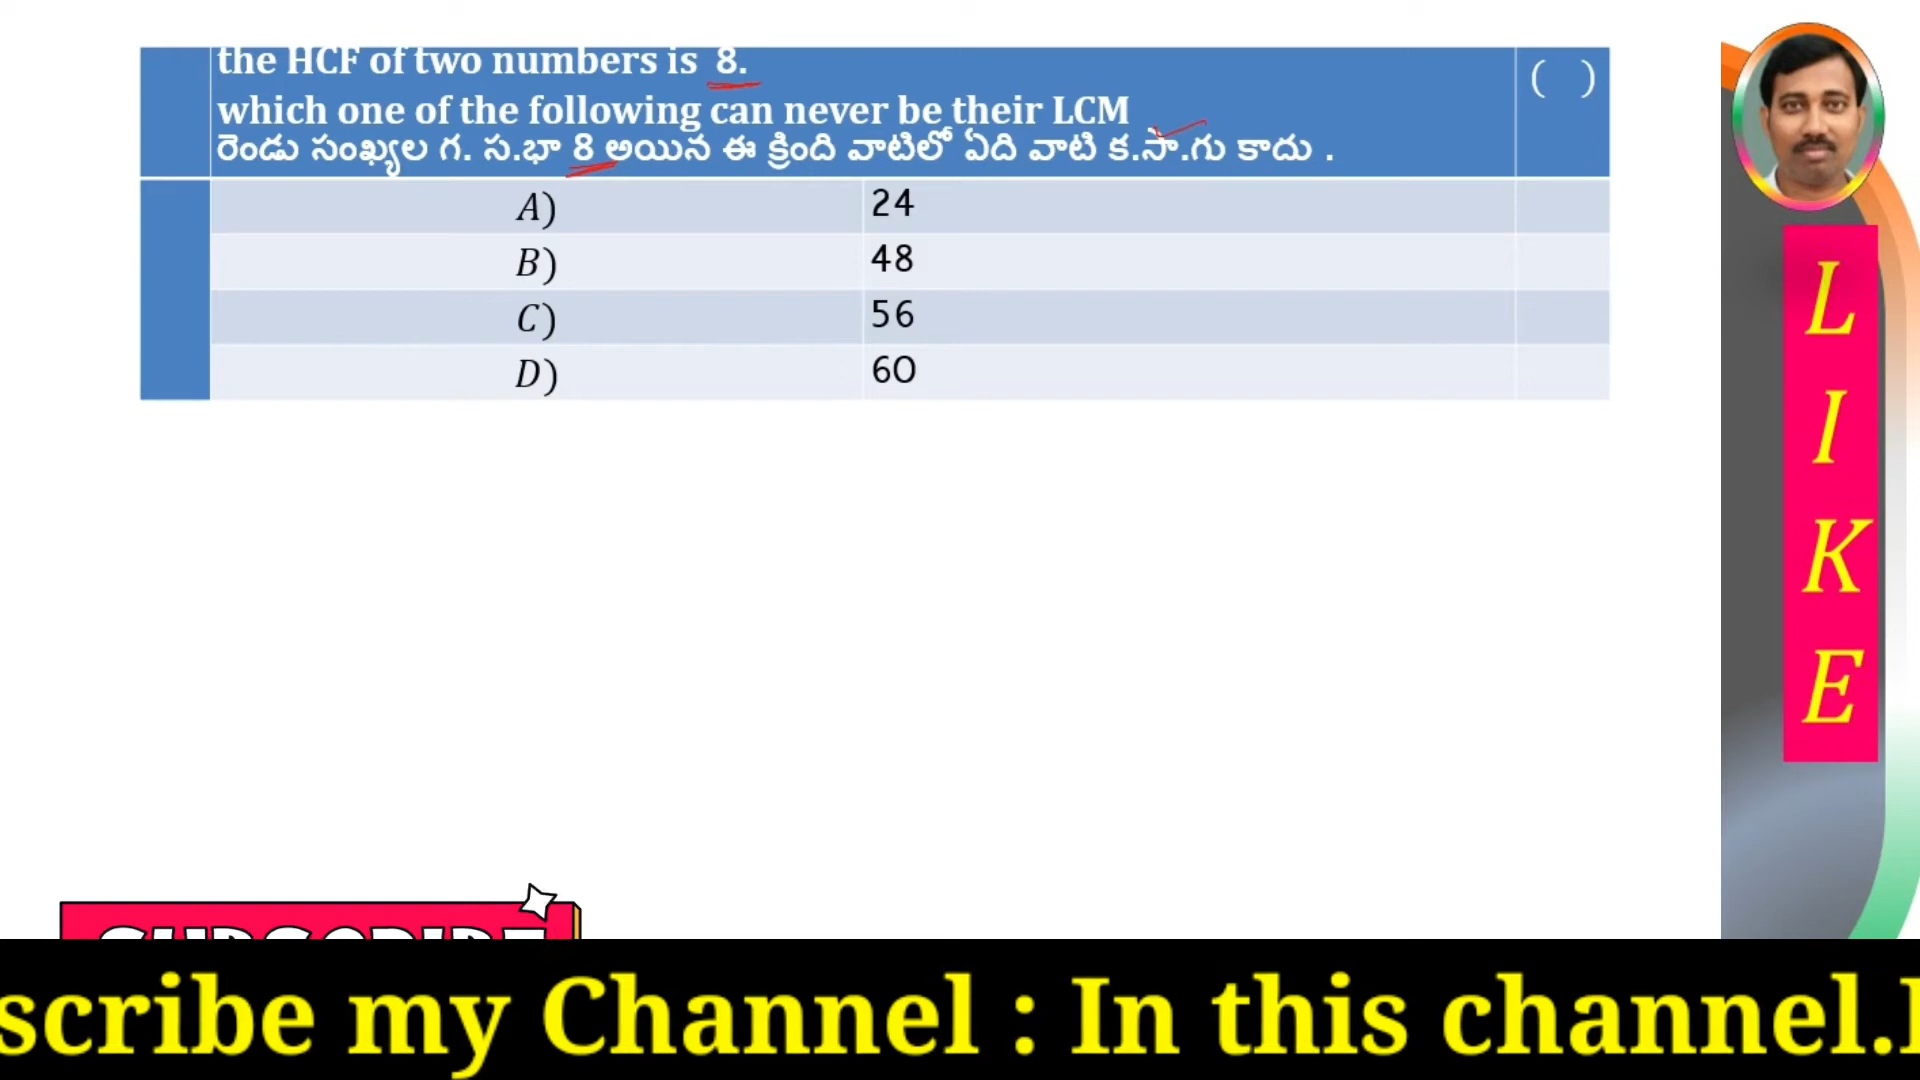 the HCF of two numbers is 8.
which one of the following can never be their LCM
రెండు సంఖ్యల గ. స.భా 8 అయిన ఈ క్రింది వాటిలో ఏది వాటి క.సా.గు కాదు .
( )
A) 24
B) 48
C) 56
D) 60
L
I
K
E
SUBSCRIBE
scribe my Channel : In this channel.